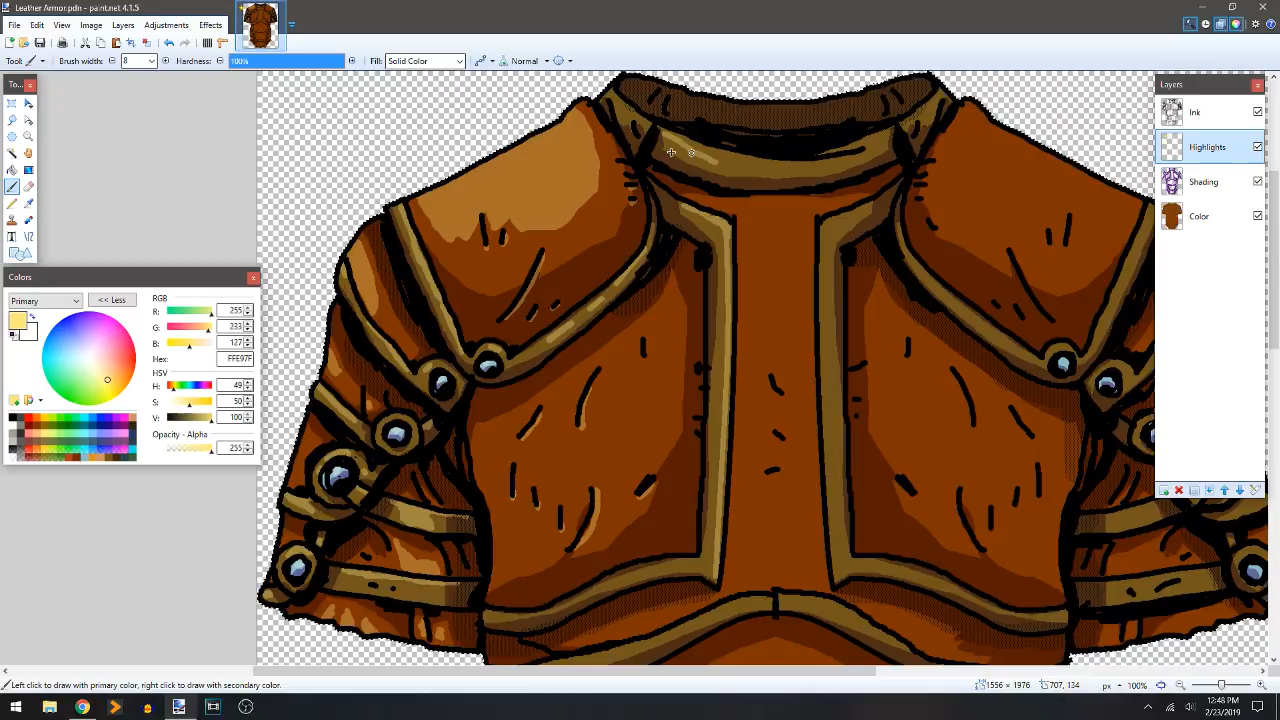 Leather Armor.pdn - paint.net 4.1.5
File Edit View Image Layers Adjustments Effects
Tool: Brush width: 8 Hardness: 100% Fill: Solid Color Normal
To...
Layers
Ink
Highlights
Shading
Color
Colors
Primary
<< Less
RGB
R: 255
G: 233
B: 127
Hex: FFE97F
HSV
H: 49
S: 50
V: 100
Opacity - Alpha
255
Left click to draw with primary color, right click to draw with secondary color.
1556 × 1976 707, 134 px 100%
12:48 PM
2/23/2019